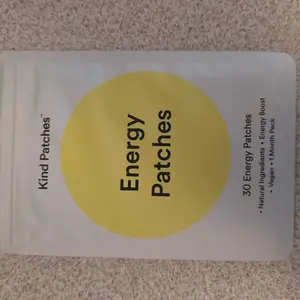 Kind Patches™
Energy
Patches
30 Energy Patches
• Natural Ingredients • Energy Boost
• Vegan • 1 Month Pack